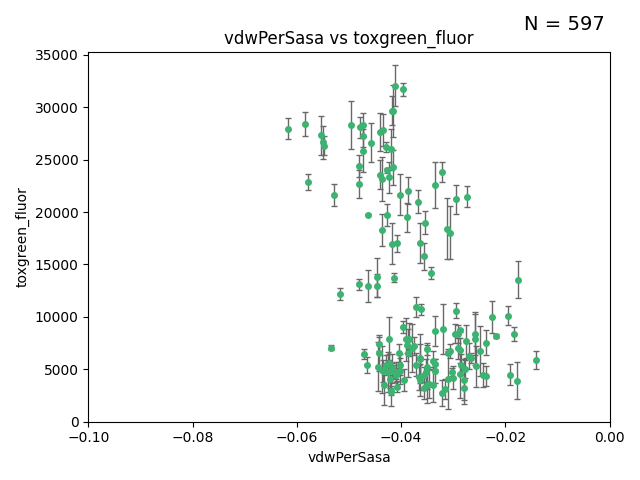 N = 597
vdwPerSasa vs toxgreen_fluor
35000
30000
25000
20000
15000
10000
5000
0
toxgreen_fluor
−0.10 −0.08 −0.06 −0.04 −0.02 0.00
vdwPerSasa